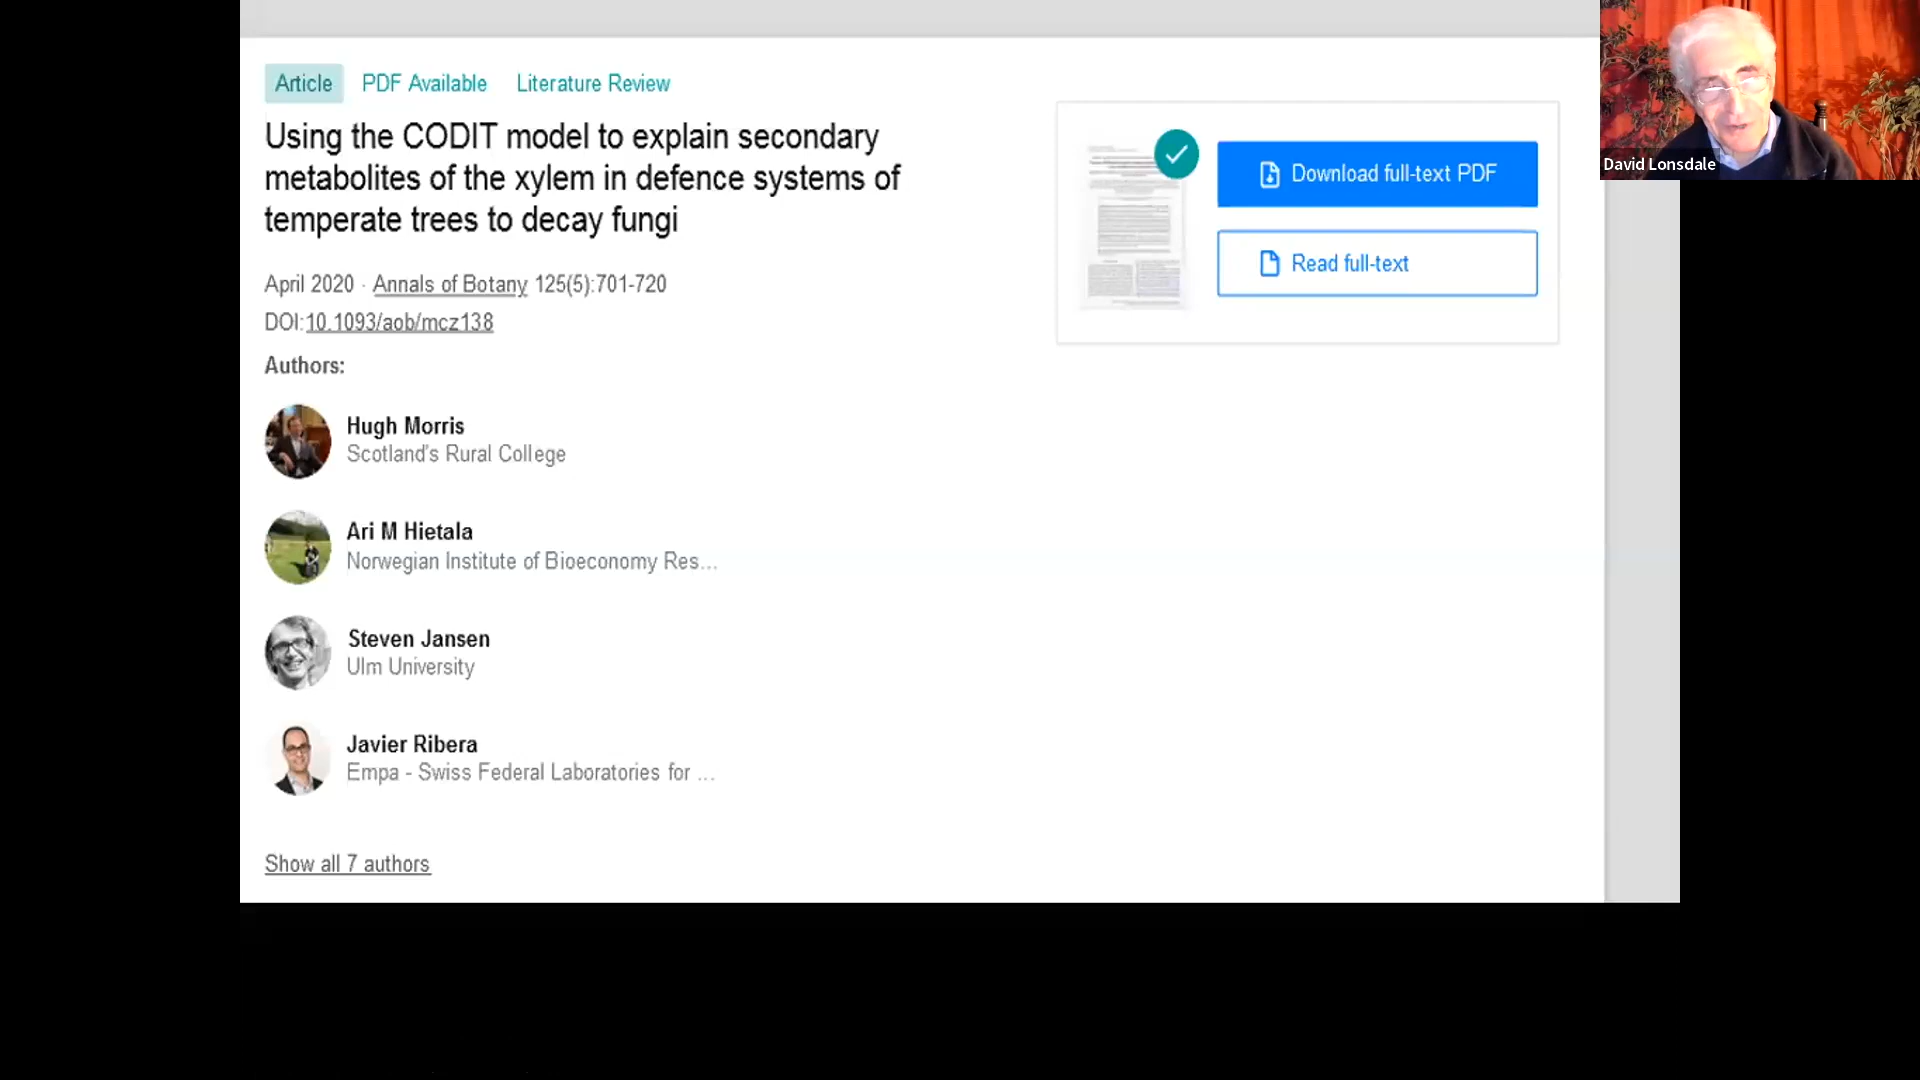 Article PDF Available Literature Review
Using the CODIT model to explain secondary
metabolites of the xylem in defence systems of
temperate trees to decay fungi
April 2020 · Annals of Botany 125(5):701-720
DOI:10.1093/aob/mcz138
Authors:
Hugh Morris
Scotland's Rural College
Ari M Hietala
Norwegian Institute of Bioeconomy Res...
Steven Jansen
Ulm University
Javier Ribera
Empa - Swiss Federal Laboratories for ...
Show all 7 authors
Download full-text PDF
Read full-text
David Lonsdale